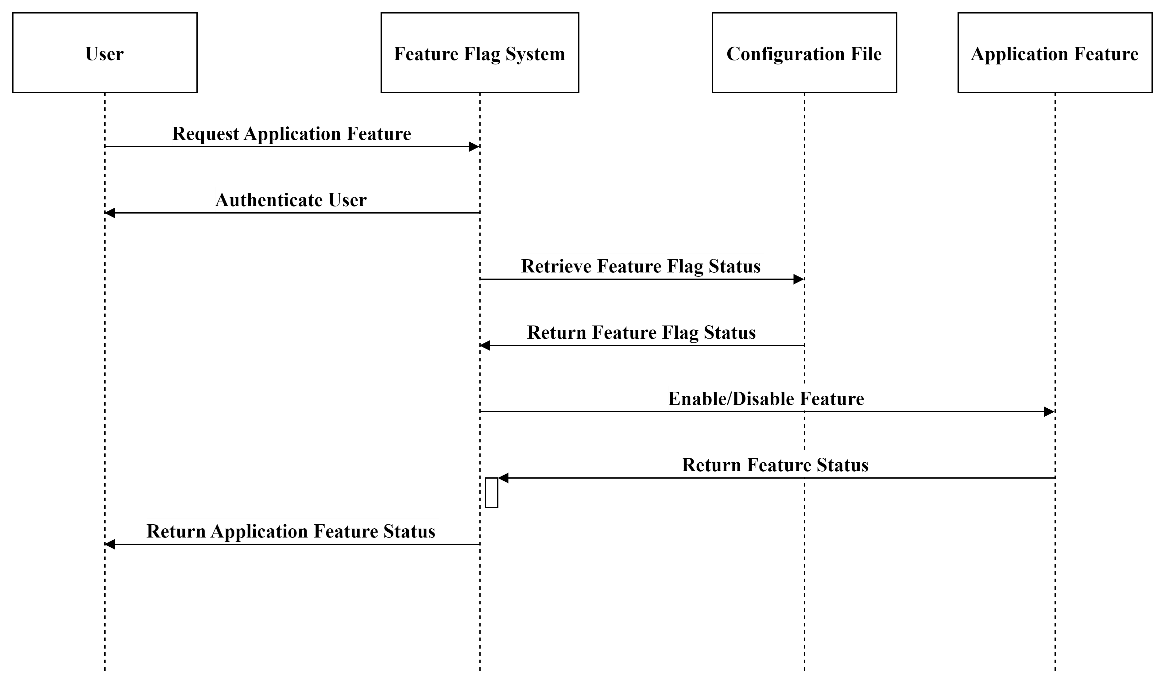 User
Feature Flag System
Configuration File
Application Feature
Request Application Feature
Authenticate User
Retrieve Feature Flag Status
Return Feature Flag Status
Enable/Disable Feature
Return Feature Status
Return Application Feature Status